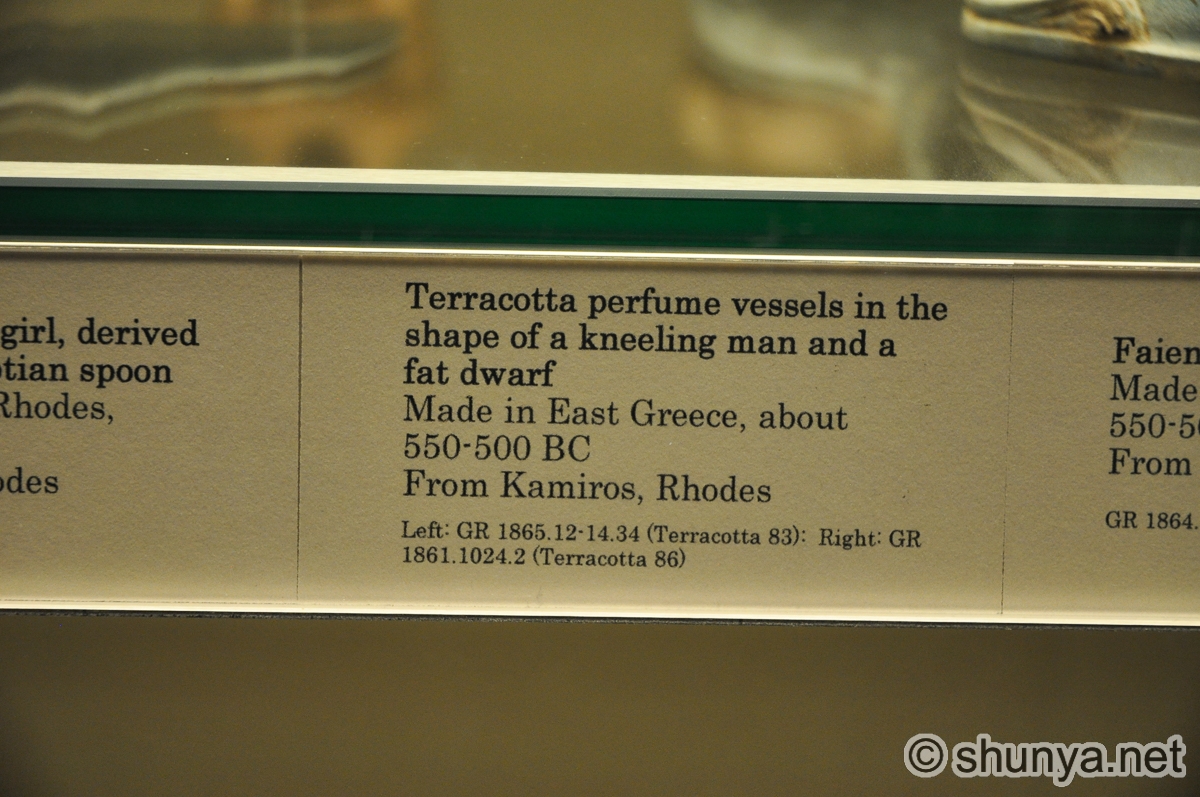 girl, derived
spoon
Rhodes,
Terracotta perfume vessels in the
shape of a kneeling man and a
fat dwarf
Made in East Greece, about
550-500 BC
From Kamiros, Rhodes
Left: GR 1865.12-14.34 (Terracotta 83): Right: GR
1861.1024.2 (Terracotta 86)
Made
From
GR 1864.
©shunya.net